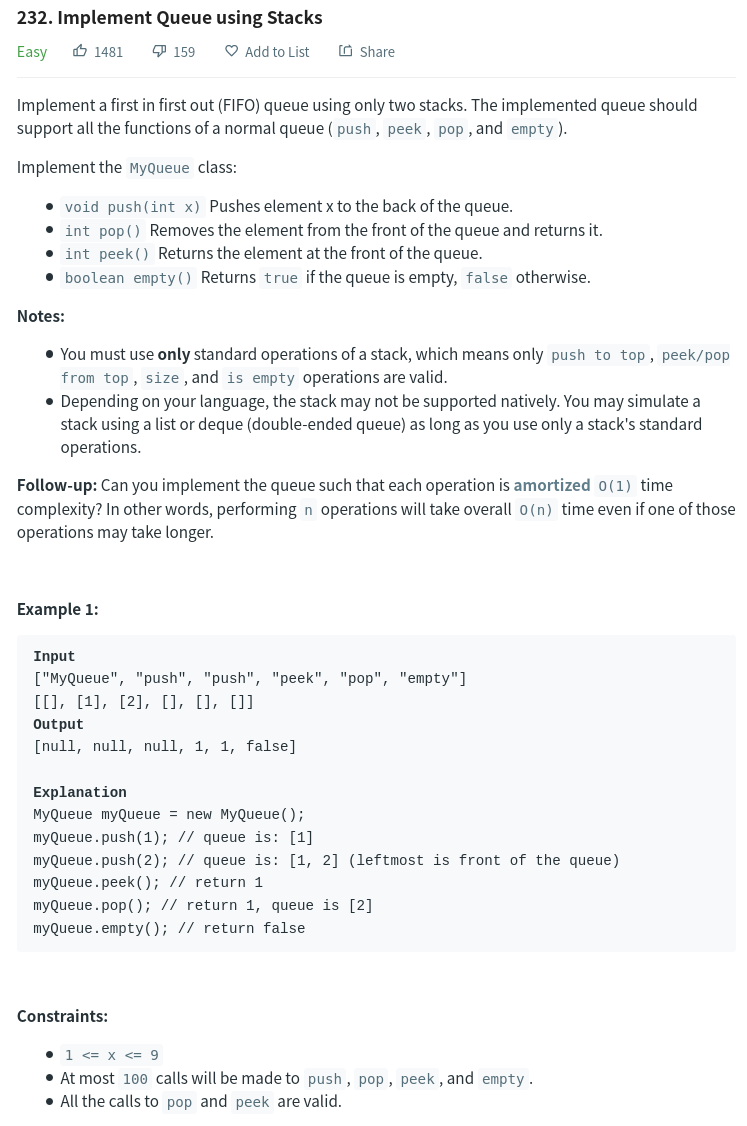 232. Implement Queue using Stacks
Easy 1481 159 Add to List Share
Implement a first in first out (FIFO) queue using only two stacks. The implemented queue should
support all the functions of a normal queue ( push , peek , pop , and empty ).
Implement the MyQueue class:
● void push(int x) Pushes element x to the back of the queue.
● int pop() Removes the element from the front of the queue and returns it.
● int peek() Returns the element at the front of the queue.
● boolean empty() Returns true if the queue is empty, false otherwise.
Notes:
● You must use only standard operations of a stack, which means only push to top , peek/pop
from top , size , and is empty operations are valid.
● Depending on your language, the stack may not be supported natively. You may simulate a
stack using a list or deque (double-ended queue) as long as you use only a stack's standard
operations.
Follow-up: Can you implement the queue such that each operation is amortized O(1) time
complexity? In other words, performing n operations will take overall O(n) time even if one of those
operations may take longer.
Example 1:
Input
["MyQueue", "push", "push", "peek", "pop", "empty"]
[[], [1], [2], [], [], []]
Output
[null, null, null, 1, 1, false]
Explanation
MyQueue myQueue = new MyQueue();
myQueue.push(1); // queue is: [1]
myQueue.push(2); // queue is: [1, 2] (leftmost is front of the queue)
myQueue.peek(); // return 1
myQueue.pop(); // return 1, queue is [2]
myQueue.empty(); // return false
Constraints:
● 1 <= x <= 9
● At most 100 calls will be made to push , pop , peek , and empty .
● All the calls to pop and peek are valid.